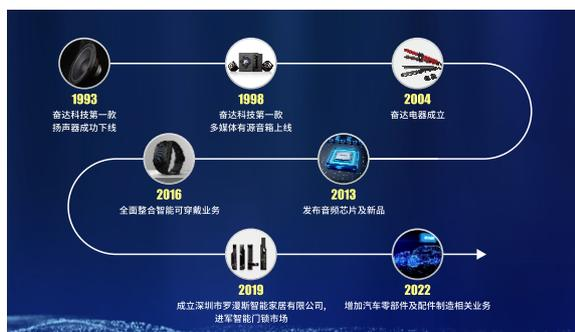 1993
奋达科技第一款
扬声器成功下线
1998
奋达科技第一款
多媒体有源音箱上线
2004
奋达电器成立
2016
全面整合智能可穿戴业务
2013
发布音频芯片及新品
2019
成立深圳市罗漫斯智能家居有限公司,
进军智能门锁市场
2022
增加汽车零部件及配件制造相关业务